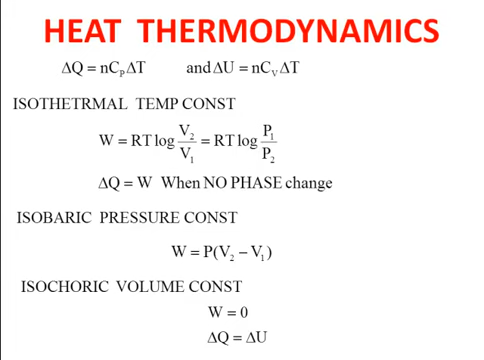 HEAT THERMODYNAMICS
ΔQ = nC_P ΔT and ΔU = nC_V ΔT
ISOTHETRMAL TEMP CONST
W = RT log V₂/V₁ = RT log P₁/P₂
ΔQ = W When NO PHASE change
ISOBARIC PRESSURE CONST
W = P(V₂ − V₁)
ISOCHORIC VOLUME CONST
W = 0
ΔQ = ΔU